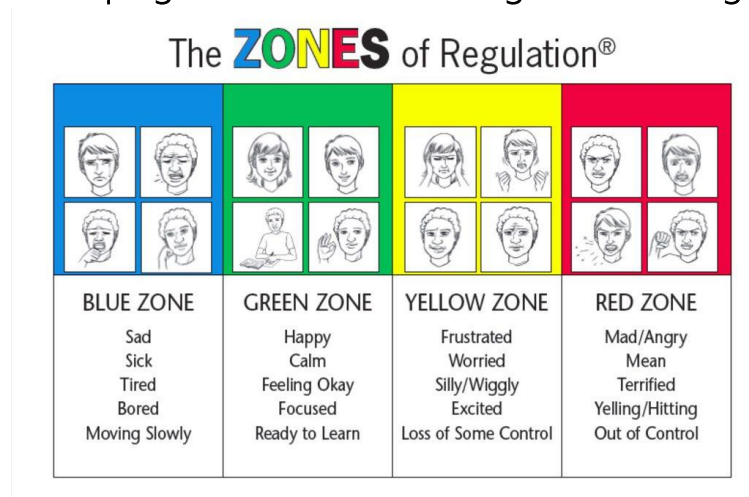 The ZONES of Regulation®
BLUE ZONE
Sad
Sick
Tired
Bored
Moving Slowly
GREEN ZONE
Happy
Calm
Feeling Okay
Focused
Ready to Learn
YELLOW ZONE
Frustrated
Worried
Silly/Wiggly
Excited
Loss of Some Control
RED ZONE
Mad/Angry
Mean
Terrified
Yelling/Hitting
Out of Control